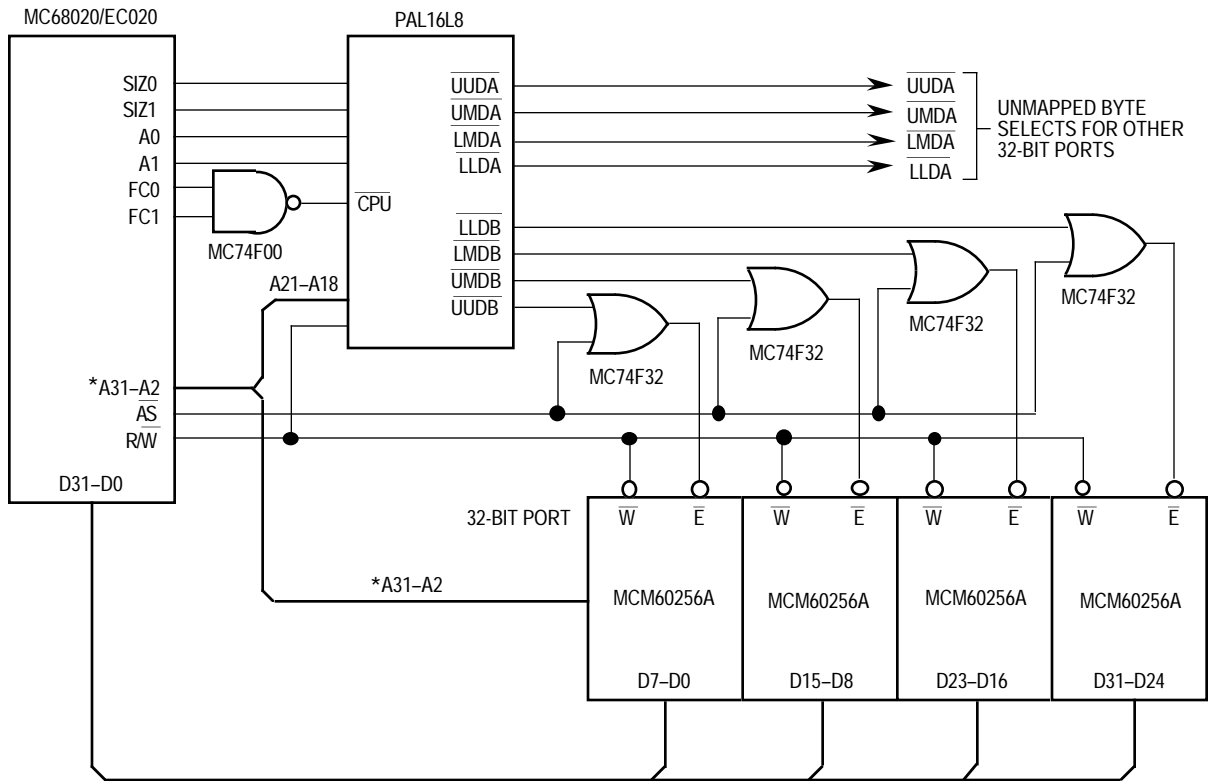 MC68020/EC020
PAL16L8
SIZ0
SIZ1
A0
A1
FC0
FC1
MC74F00
CPU
A21–A18
*A31–A2
AS
R/W
D31–D0
UUDA
UMDA
LMDA
LLDA
LLDB
LMDB
UMDB
UUDB
UUDA
UMDA
LMDA
LLDA
UNMAPPED BYTE
SELECTS FOR OTHER
32-BIT PORTS
MC74F32
MC74F32
MC74F32
MC74F32
32-BIT PORT
W E W E W E W E
*A31–A2
MCM60256A MCM60256A MCM60256A MCM60256A
D7–D0 D15–D8 D23–D16 D31–D24